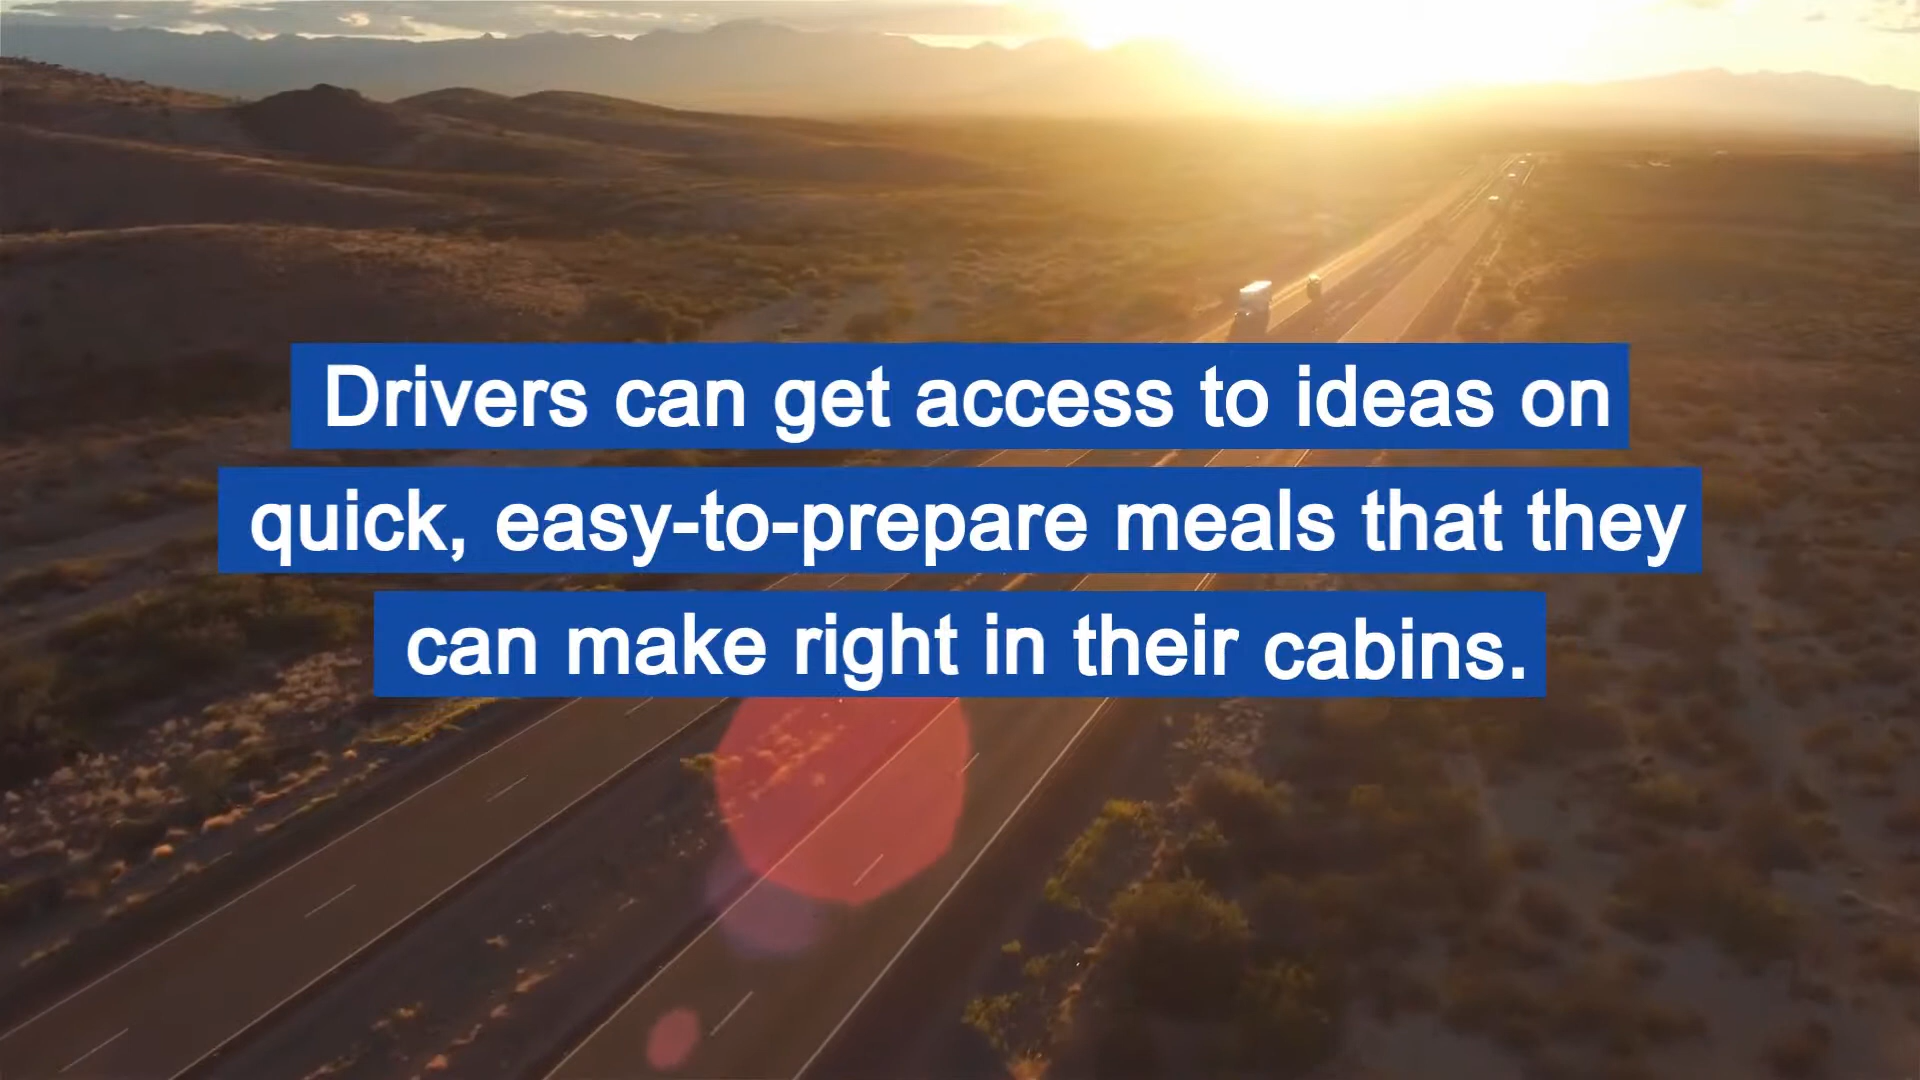 Drivers can get access to ideas on
quick, easy-to-prepare meals that they
can make right in their cabins.